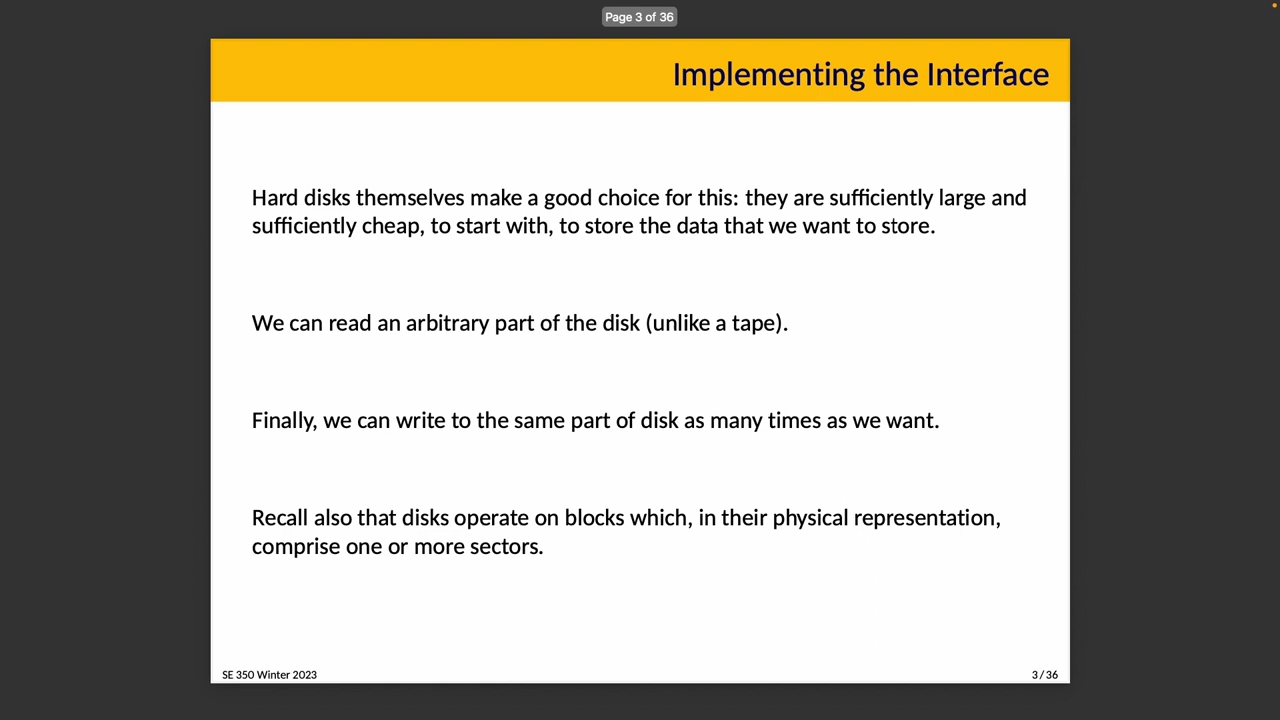 Page 3 of 36
Implementing the Interface
Hard disks themselves make a good choice for this: they are sufficiently large and
sufficiently cheap, to start with, to store the data that we want to store.
We can read an arbitrary part of the disk (unlike a tape).
Finally, we can write to the same part of disk as many times as we want.
Recall also that disks operate on blocks which, in their physical representation,
comprise one or more sectors.
SE 350 Winter 2023
3 / 36